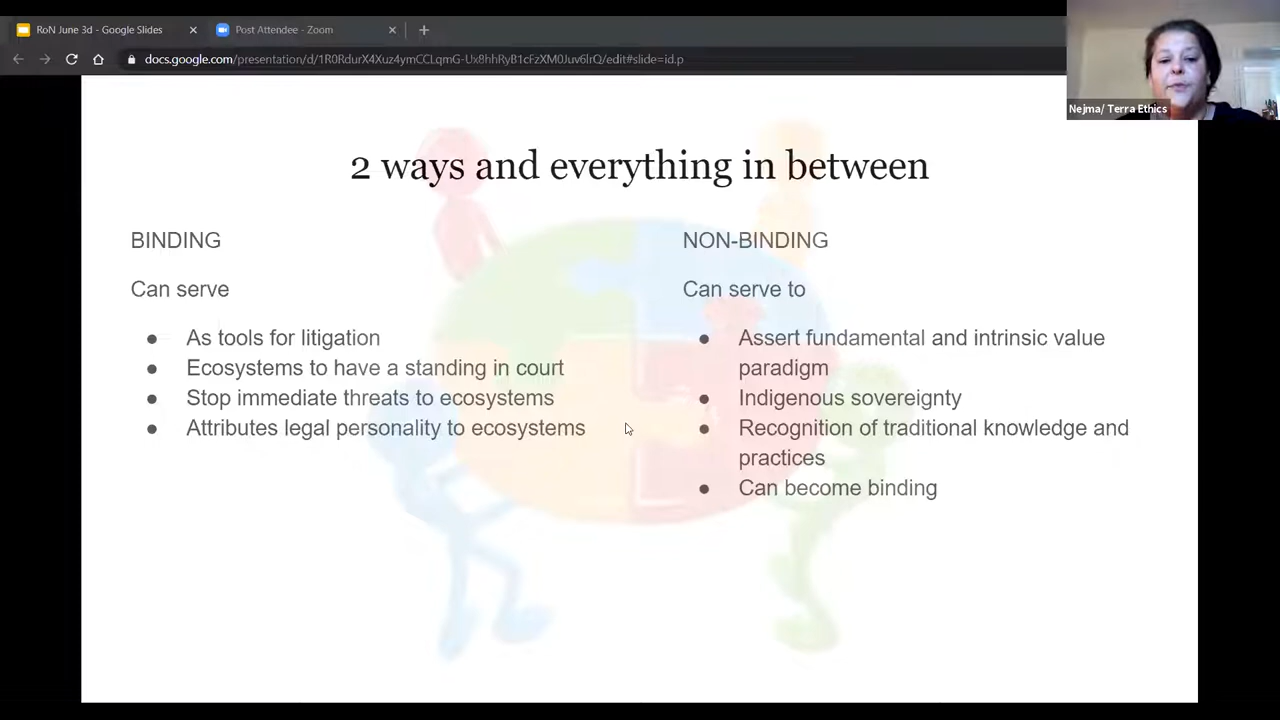 RoN June 3d - Google Slides
Post Attendee - Zoom
docs.google.com/presentation/d/1R0RdurX4Xuz4ymCCLqmG-Ux8hhRyB1cFzXM0Juv6lrQ/edit#slide=id.p
Nejma/ Terra Ethics
2 ways and everything in between
BINDING
Can serve
● As tools for litigation
● Ecosystems to have a standing in court
● Stop immediate threats to ecosystems
● Attributes legal personality to ecosystems
NON-BINDING
Can serve to
● Assert fundamental and intrinsic value
paradigm
● Indigenous sovereignty
● Recognition of traditional knowledge and
practices
● Can become binding